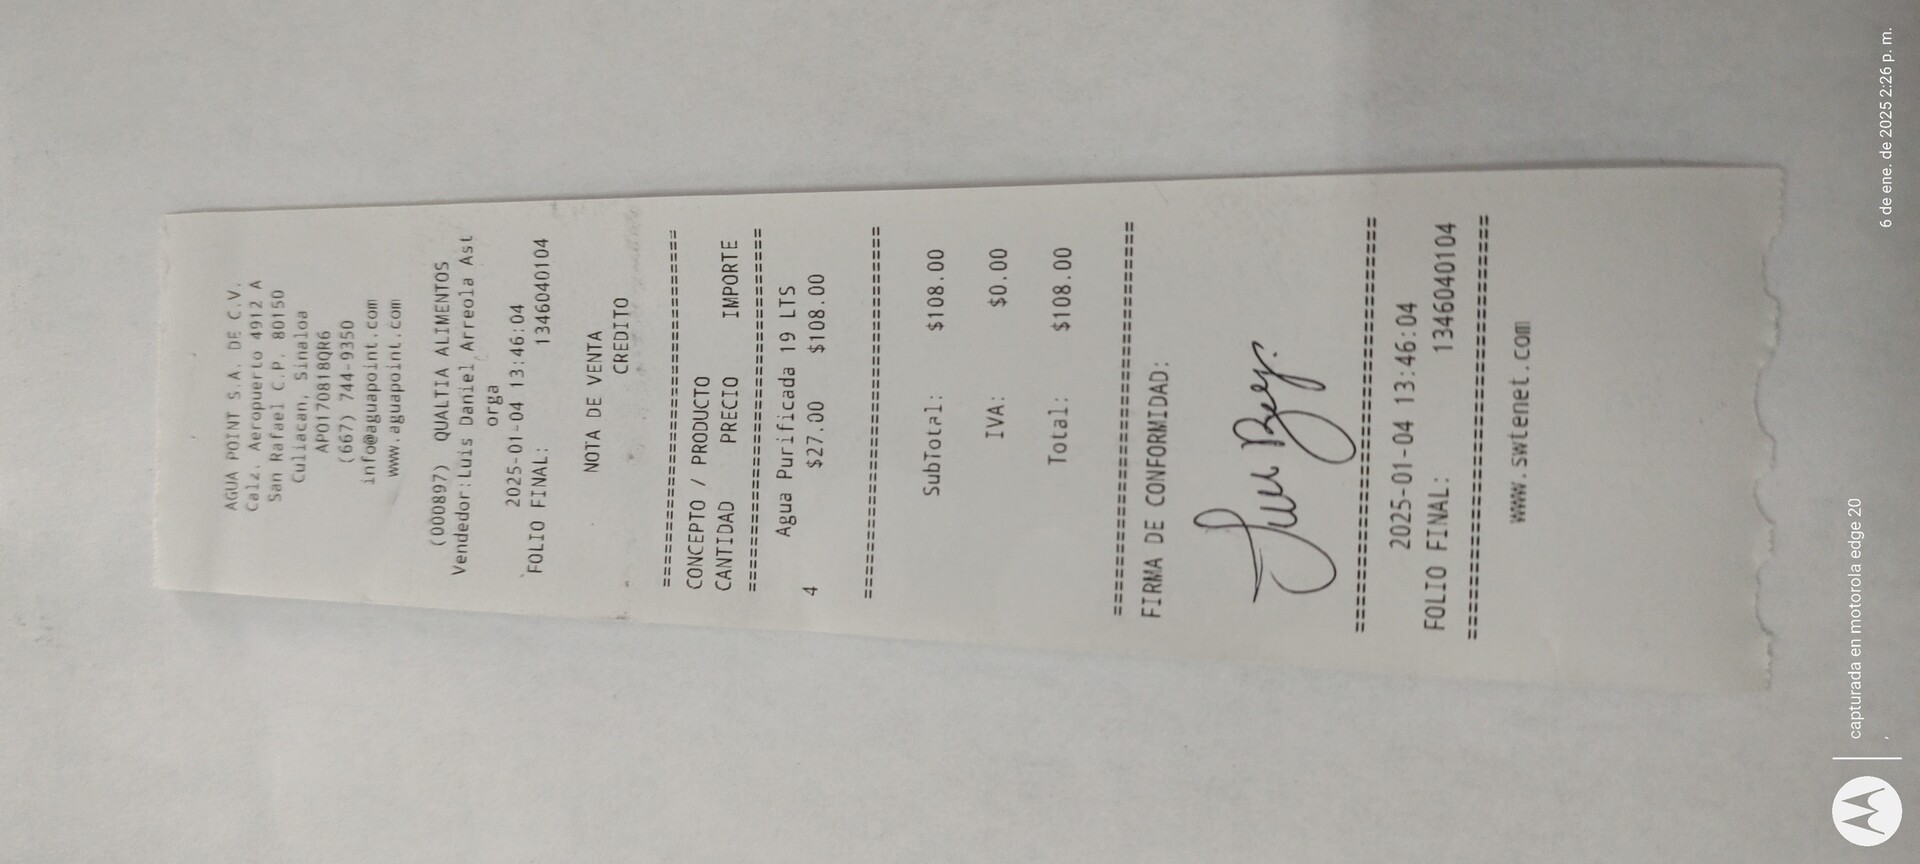 AGUA POINT S.A. DE C.V.
Calz. Aeropuerto 4912 A
San Rafael C.P. 80150
Culiacan, Sinaloa
APO170818QR6
(667) 744-9350
info@aguapoint.com
www.aguapoint.com
(000897) QUALTIA ALIMENTOS
Vendedor:Luis Daniel Arreola Ast
orga
2025-01-04 13:46:04
FOLIO FINAL: 1346040104
NOTA DE VENTA
CREDITO
================================
CONCEPTO / PRODUCTO
CANTIDAD PRECIO IMPORTE
================================
Agua Purificada 19 LTS
4 $27.00 $108.00
================================
SubTotal: $108.00
IVA: $0.00
Total: $108.00
================================
FIRMA DE CONFORMIDAD:
================================
2025-01-04 13:46:04
FOLIO FINAL: 1346040104
================================
www.swtenet.com
capturada en motorola edge 20
,
6 de ene. de 2025 2:26 p. m.